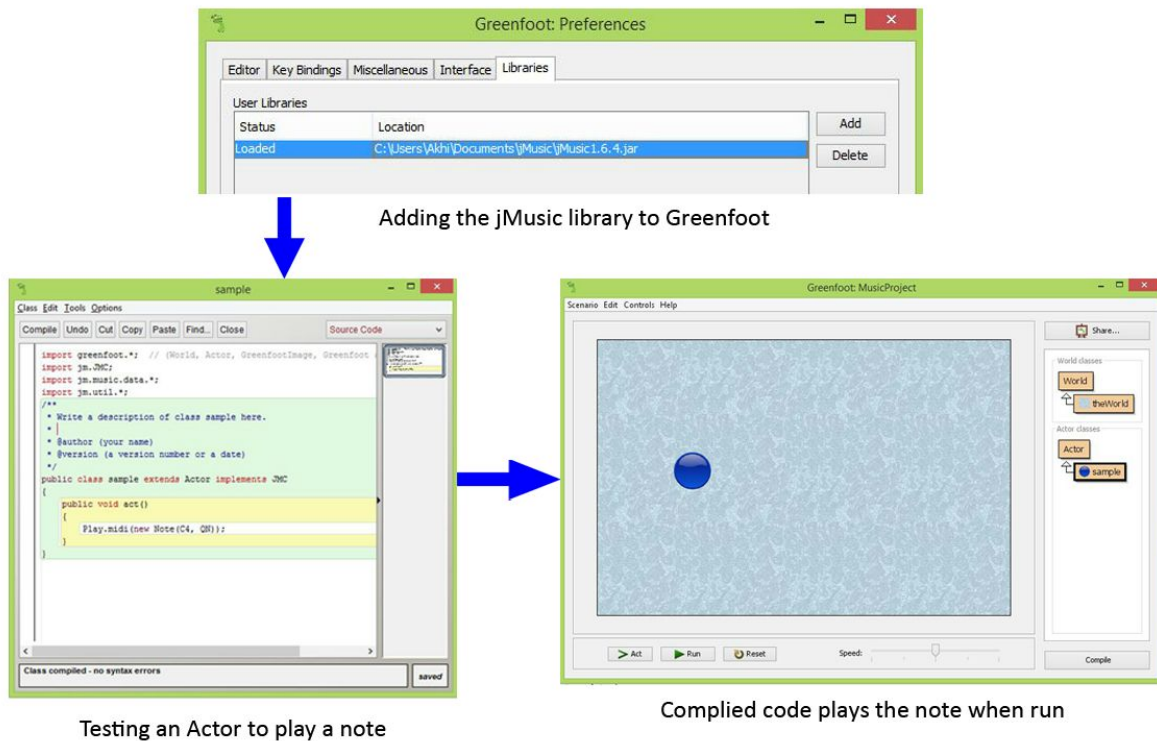 Greenfoot: Preferences
Editor Key Bindings Miscellaneous Interface Libraries
User Libraries
Status Location
Loaded C:\Users\Akhi\Documents\jMusic\jMusic1.6.4.jar
Add
Delete
Adding the jMusic library to Greenfoot
sample
Class Edit Tools Options
Compile Undo Cut Copy Paste Find... Close Source Code
import greenfoot.*; // (World, Actor, GreenfootImage, Greenfoot
import jm.JMC;
import jm.music.data.*;
import jm.util.*;
/**
* Write a description of class sample here.
*
* @author (your name)
* @version (a version number or a date)
*/
public class sample extends Actor implements JMC
{
public void act()
{
Play.midi(new Note(C4, QN));
}
}
Class compiled - no syntax errors
saved
Testing an Actor to play a note
Greenfoot: MusicProject
Scenario Edit Controls Help
Share...
World classes
World
theWorld
Actor classes
Actor
sample
Act Run Reset Speed:
Compile
Complied code plays the note when run